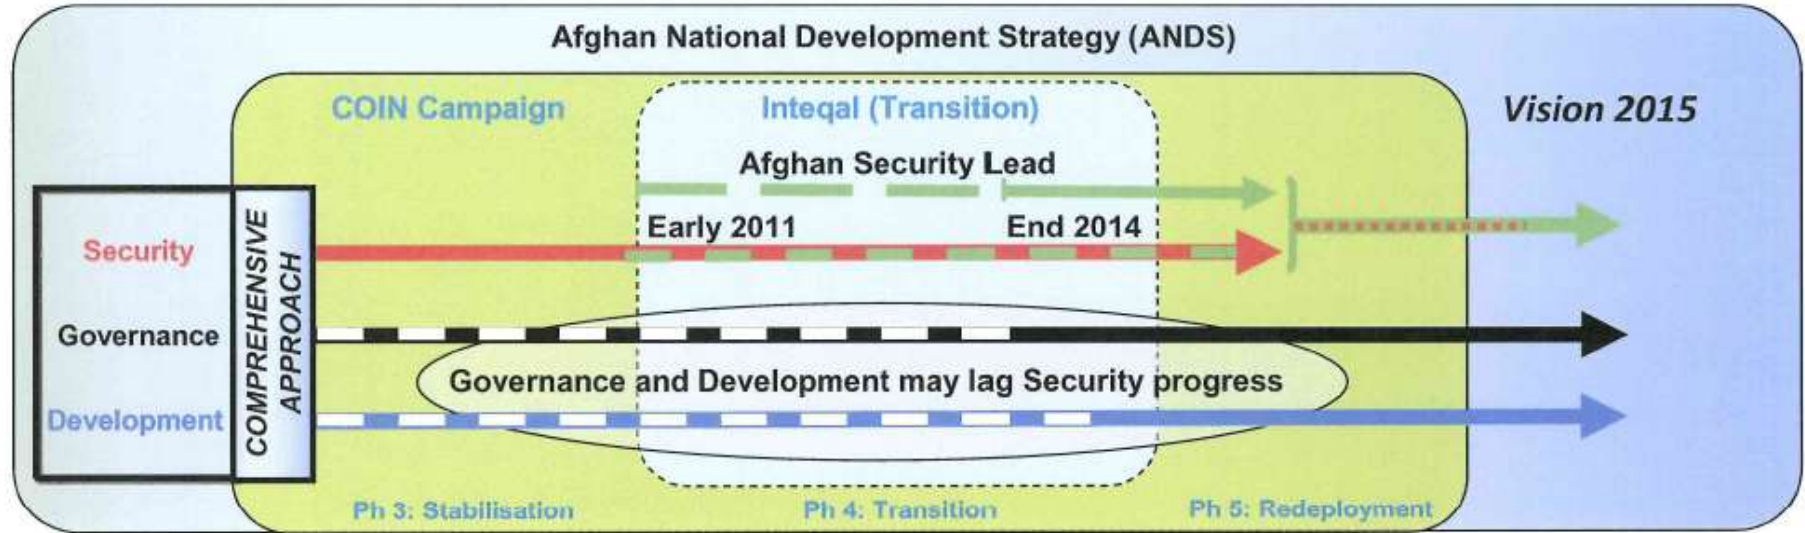 Afghan National Development Strategy (ANDS)
COIN Campaign
Inteqal (Transition)
Vision 2015
Afghan Security Lead
Early 2011
End 2014
Security
Governance
Development
COMPREHENSIVE
APPROACH
Governance and Development may lag Security progress
Ph 3: Stabilisation
Ph 4: Transition
Ph 5: Redeployment